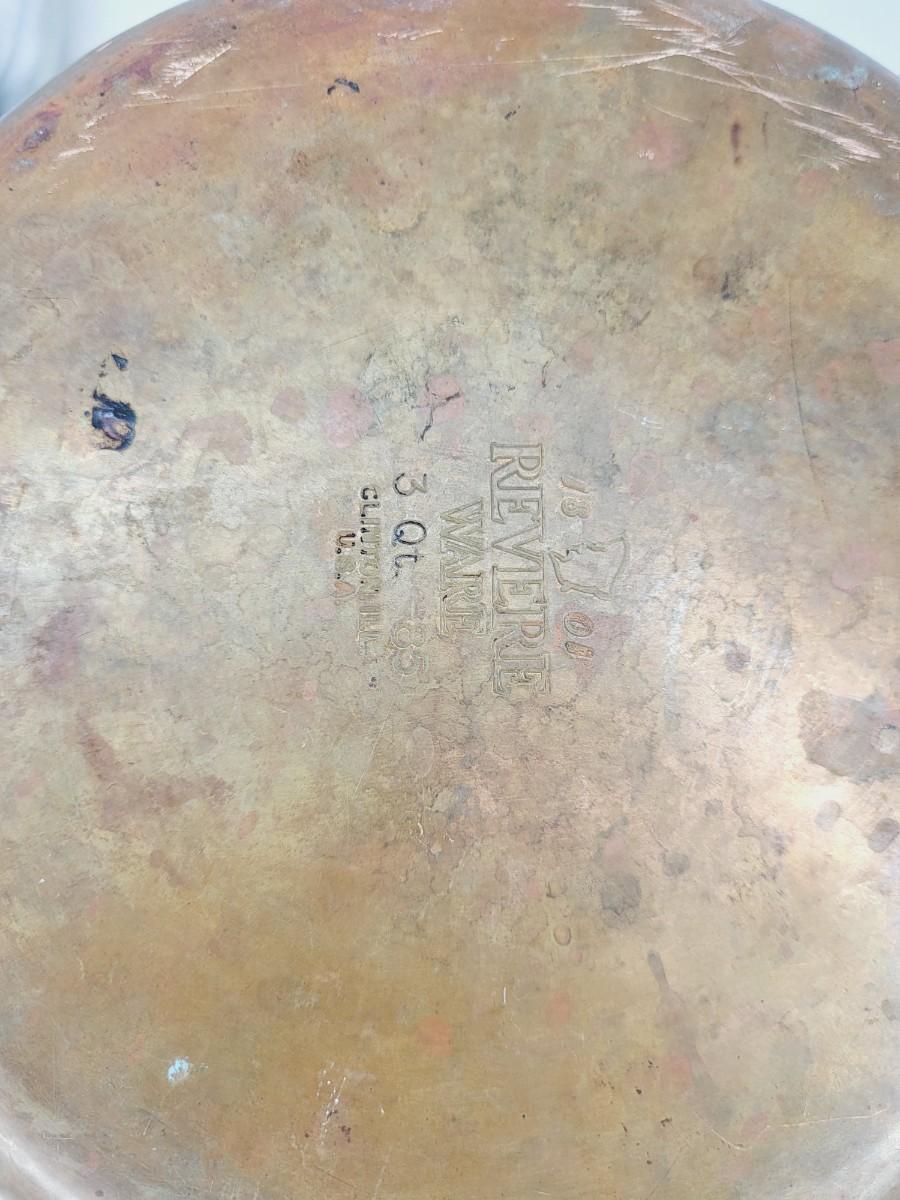 18 01
REVERE
WARE
3 Qt. 85
CLINTON, ILL.
U.S.A